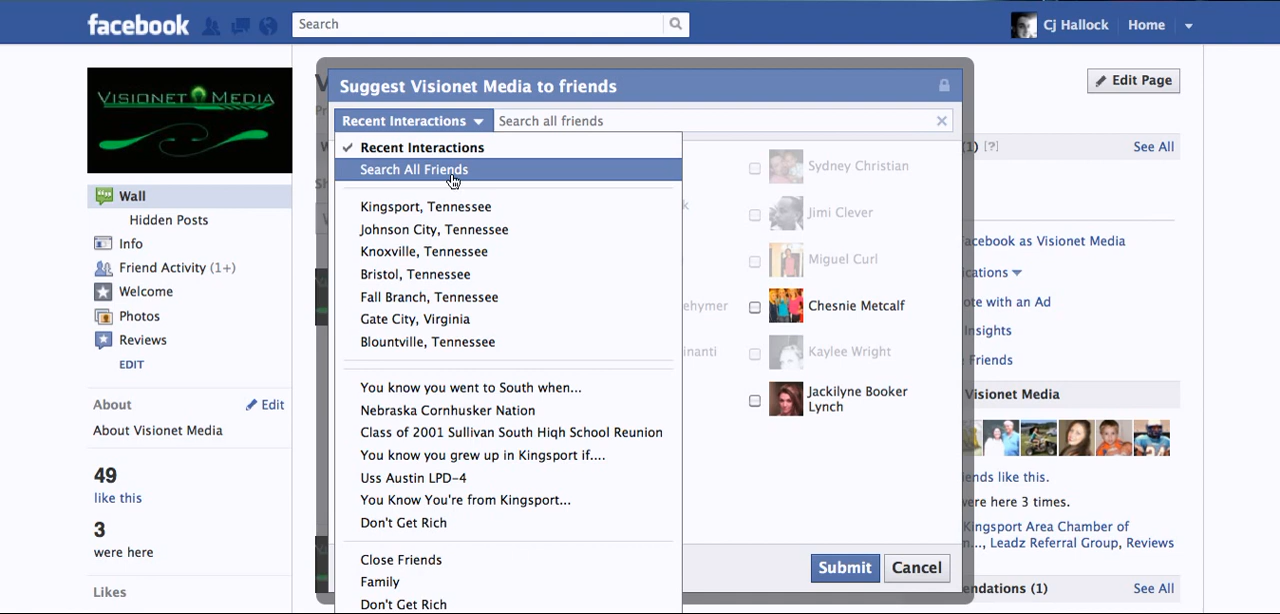 facebook
Search
Cj Hallock
Home
VISIONET MEDIA
Wall
Hidden Posts
Info
Friend Activity (1+)
Welcome
Photos
Reviews
EDIT
About
Edit
About Visionet Media
49
like this
3
were here
Likes
Suggest Visionet Media to friends
Recent Interactions
Search all friends
Recent Interactions
Search All Friends
Kingsport, Tennessee
Johnson City, Tennessee
Knoxville, Tennessee
Bristol, Tennessee
Fall Branch, Tennessee
Gate City, Virginia
Blountville, Tennessee
You know you went to South when...
Nebraska Cornhusker Nation
Class of 2001 Sullivan South High School Reunion
You know you grew up in Kingsport if....
Uss Austin LPD-4
You Know You're from Kingsport...
Don't Get Rich
Close Friends
Family
Don't Get Rich
k
ehymer
inanti
Sydney Christian
Jimi Clever
Miguel Curl
Chesnie Metcalf
Kaylee Wright
Jackilyne Booker
Lynch
Submit
Cancel
Edit Page
(1) [?]
See All
acebook as Visionet Media
cations
ote with an Ad
Insights
Friends
Visionet Media
ends like this.
ere here 3 times.
Kingsport Area Chamber of
n..., Leadz Referral Group, Reviews
endations (1)
See All